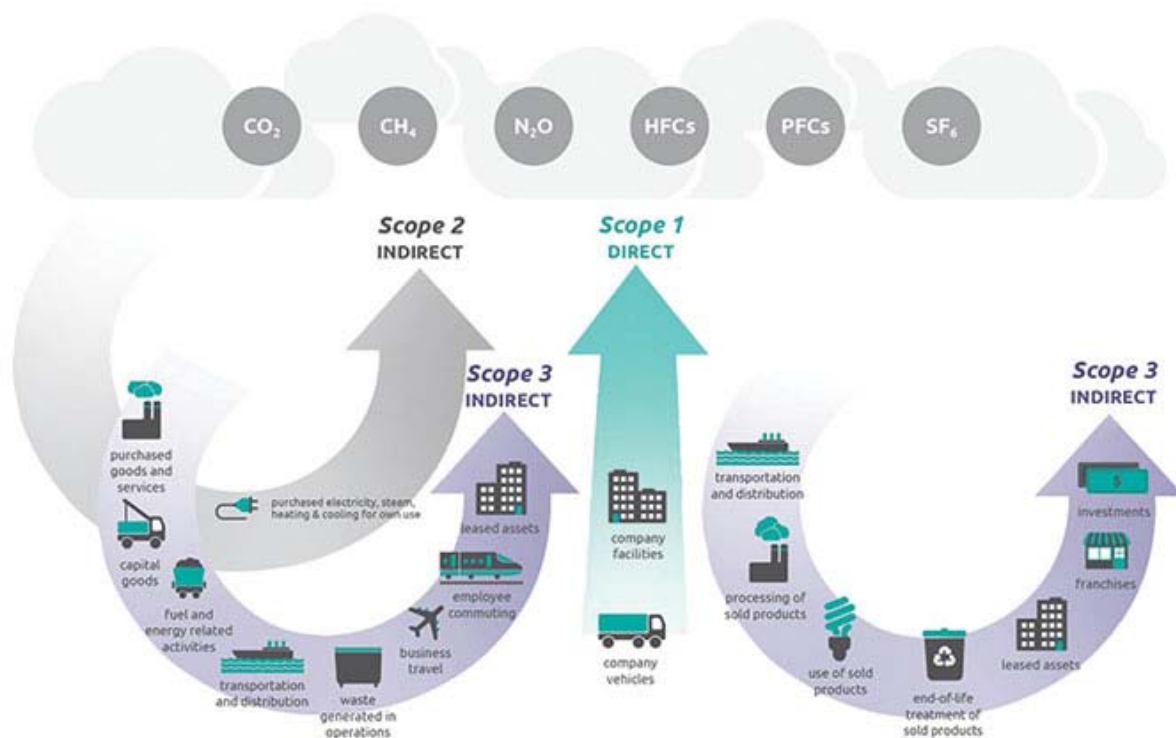 CO₂
CH₄
N₂O
HFCs
PFCs
SF₆
Scope 2
INDIRECT
Scope 1
DIRECT
Scope 3
INDIRECT
Scope 3
INDIRECT
purchased
goods and
services
capital
goods
fuel and
energy related
activities
transportation
and distribution
waste
generated in
operations
business
travel
employee
commuting
leased assets
purchased electricity, steam,
heating & cooling for own use
company
facilities
company
vehicles
transportation
and distribution
processing of
sold products
use of sold
products
end-of-life
treatment of
sold products
leased assets
franchises
$
investments